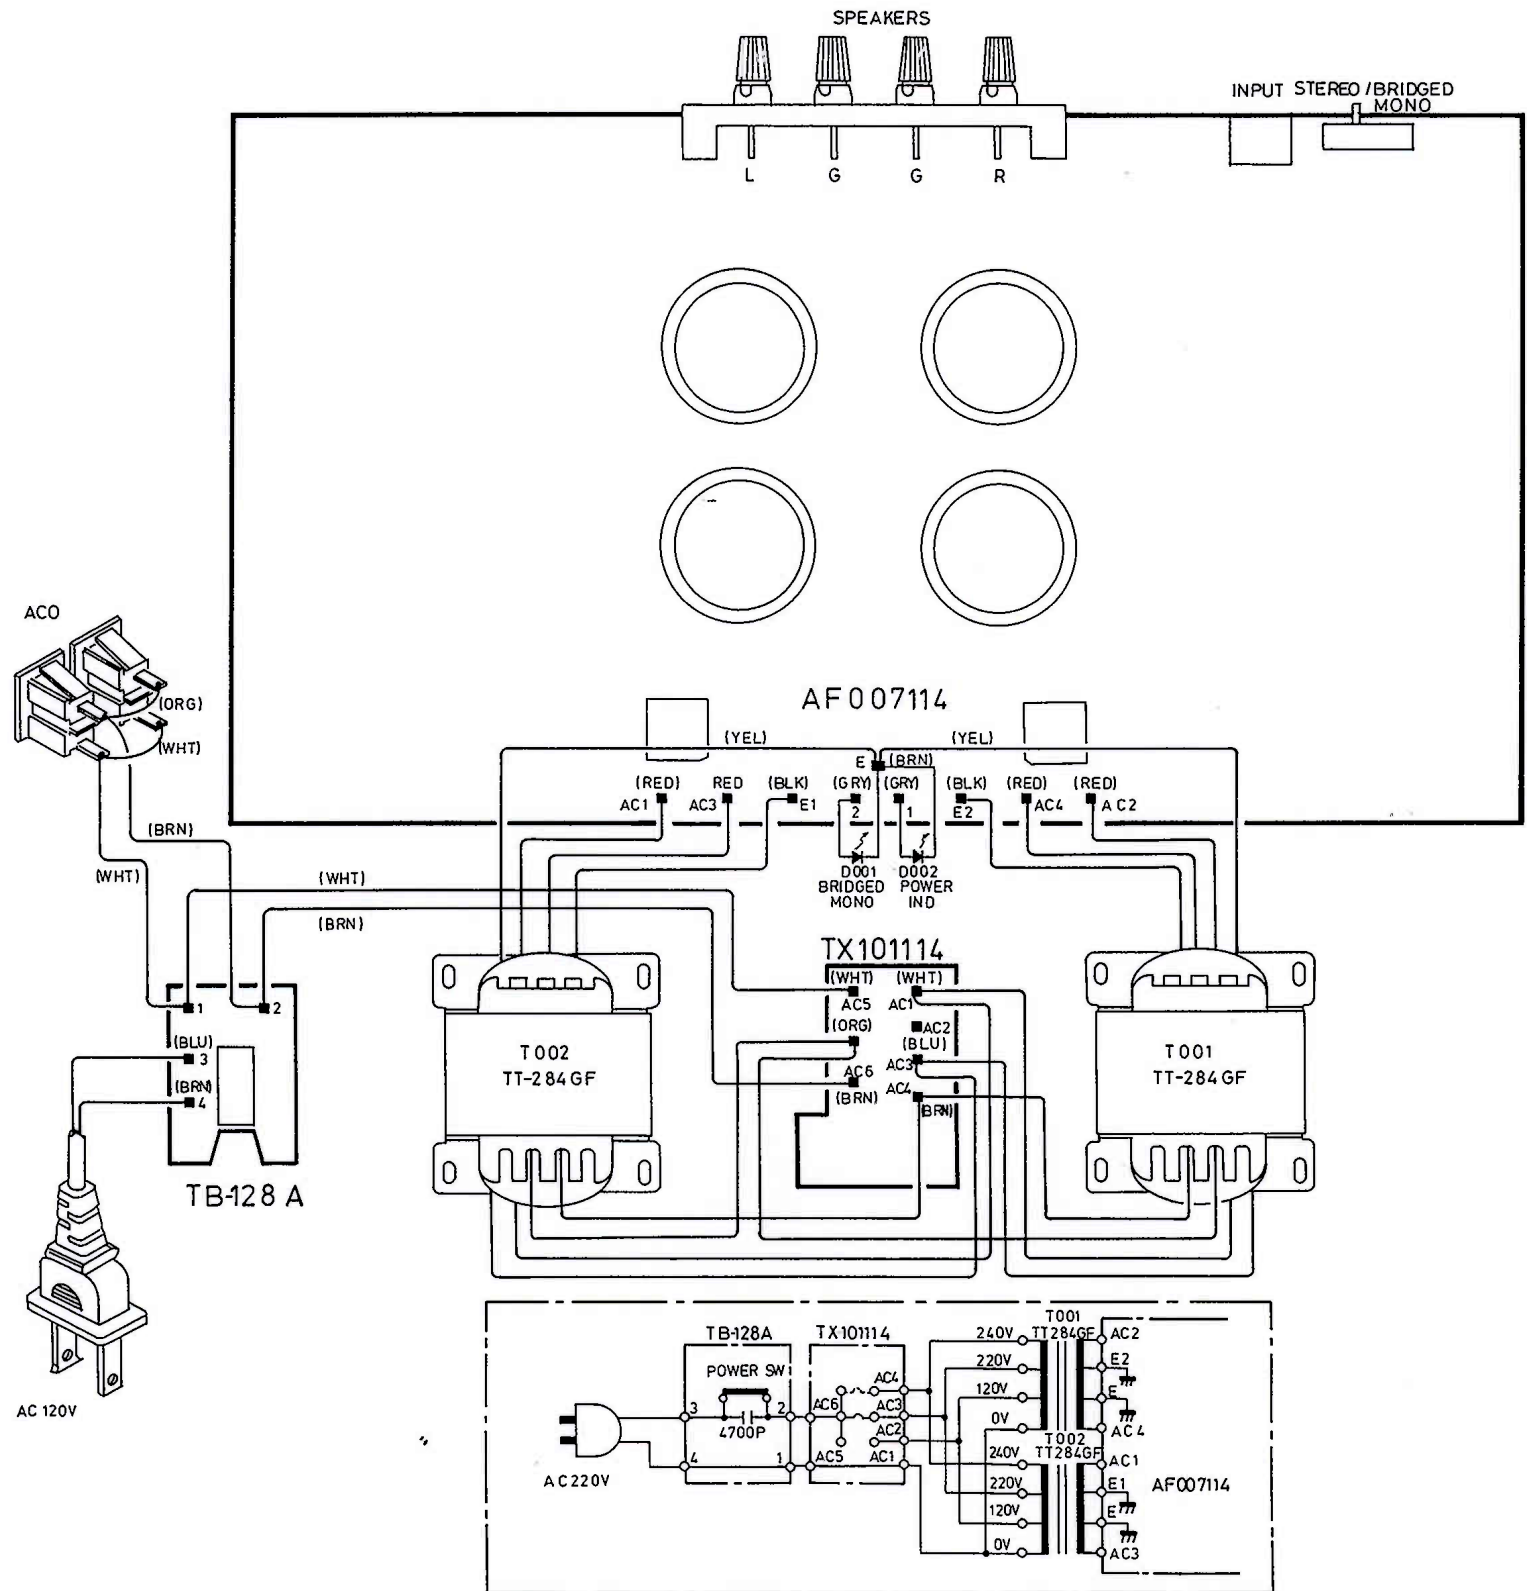 SPEAKERS
INPUT STEREO/BRIDGED
MONO
L G G R
ACO
(ORG)
(WHT)
AF007114
(YEL) (YEL)
E (BRN)
(RED) RED (BLK) (GRY) (GRY) (BLK) (RED) (RED)
AC1 AC3 E1 2 1 E2 AC4 AC2
(BRN)
D001 D002
BRIDGED POWER
MONO IND
(WHT)
(WHT)
(BRN)
TX101114
(WHT) (WHT)
AC5 AC1
1 2
(ORG) AC2
(BLU)
(BLU)
3
AC6 AC3
AC4
(BRN) (BRN)
(BRN)
4
T002
TT-284GF
T001
TT-284GF
TB-128A
AC 120V
TB-128A TX-101114
T001
TT284GF
240V AC2
220V E2
120V E
0V AC4
POWER SW
AC4
3 2 AC6 AC3
4700P AC2
4 1 AC5 AC1
AC220V
T002
TT284GF
240V AC1
220V E1
120V E
0V AC3
AF007114